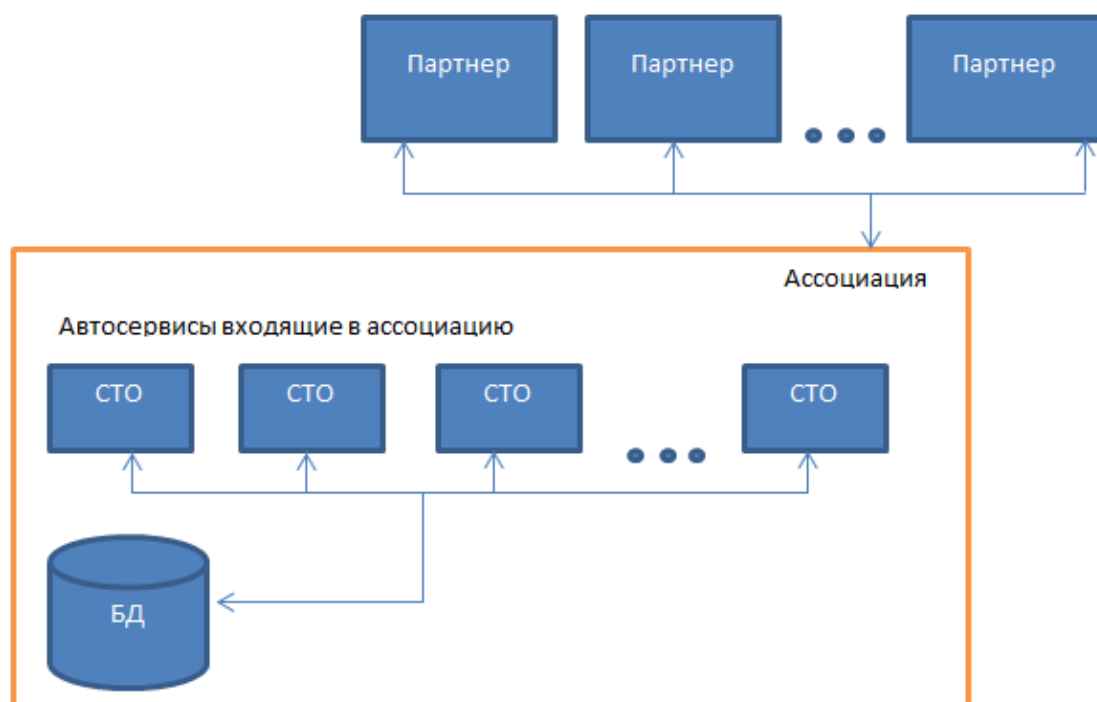 Партнер
Партнер
Партнер
Ассоциация
Автосервисы входящие в ассоциацию
СТО
СТО
СТО
СТО
БД